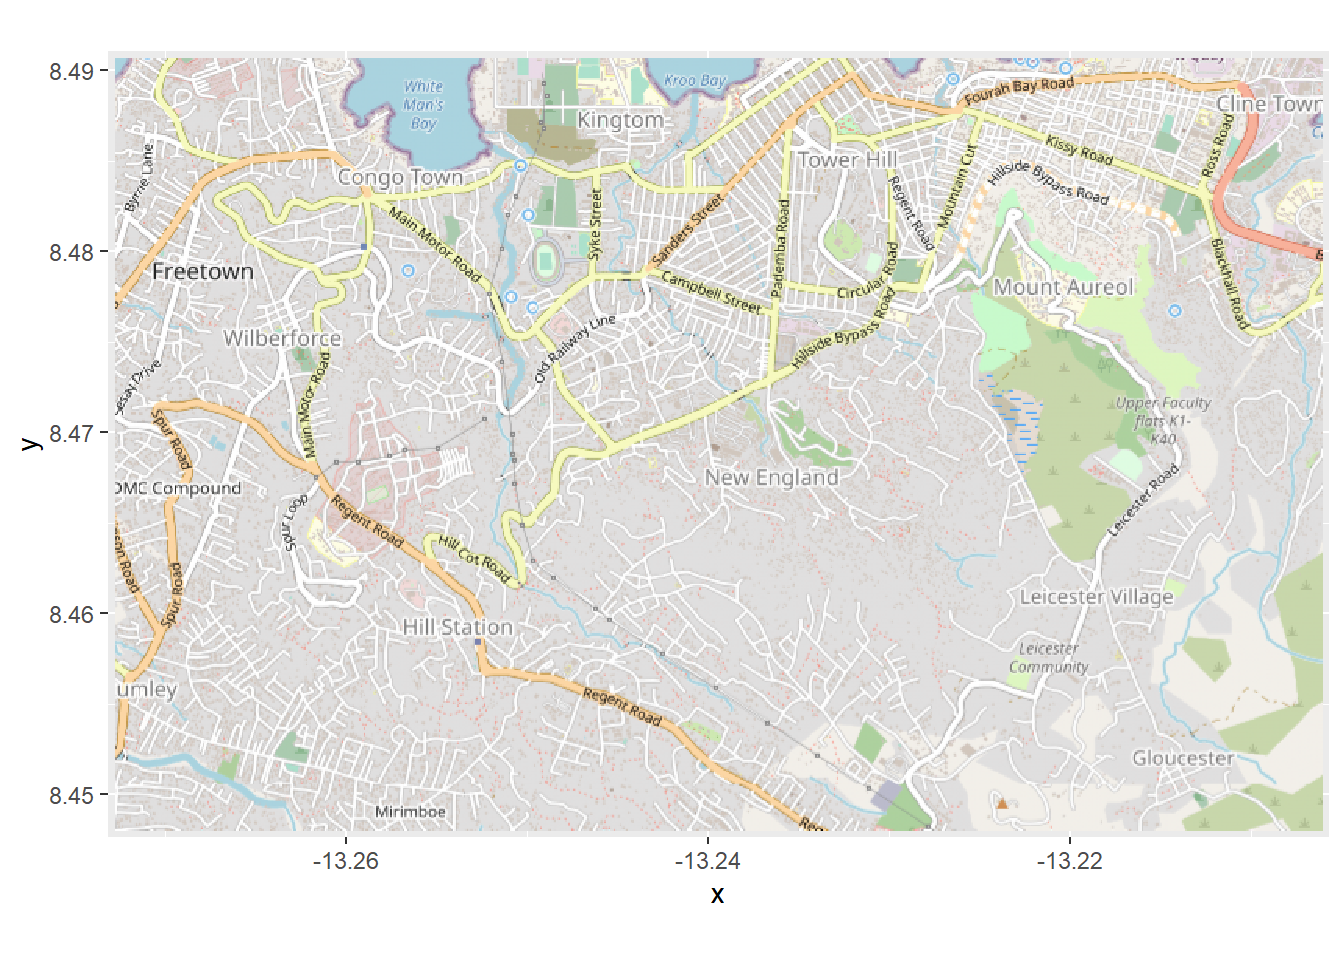 8.49
8.48
8.47
8.46
8.45
y
-13.26
-13.24
-13.22
x
White
Man's
Bay
Kroo Bay
Kingtom
Fourah Bay Road
Cline Town
Congo Town
Byrne Lane
Tower Hill
Kissy Road
Ross Road
Hillside Bypass Road
Mountain Cut
Regent Road
Main Motor Road
Syke Street
Sanders Street
Pademba Road
Freetown
Campbell Street
Circular Road
Mount Aureol
Blackhall Road
Wilberforce
Old Railway Line
Hillside Bypass Road
Main Motor Road
Spur Road
Upper Faculty
flats K1-
K40
New England
OMC Compound
Spur Loop
Regent Road
Hill Cot Road
Leicester Road
Spur Road
Leicester Village
Hill Station
Leicester
Community
umley
Regent Road
Gloucester
Mirimboe